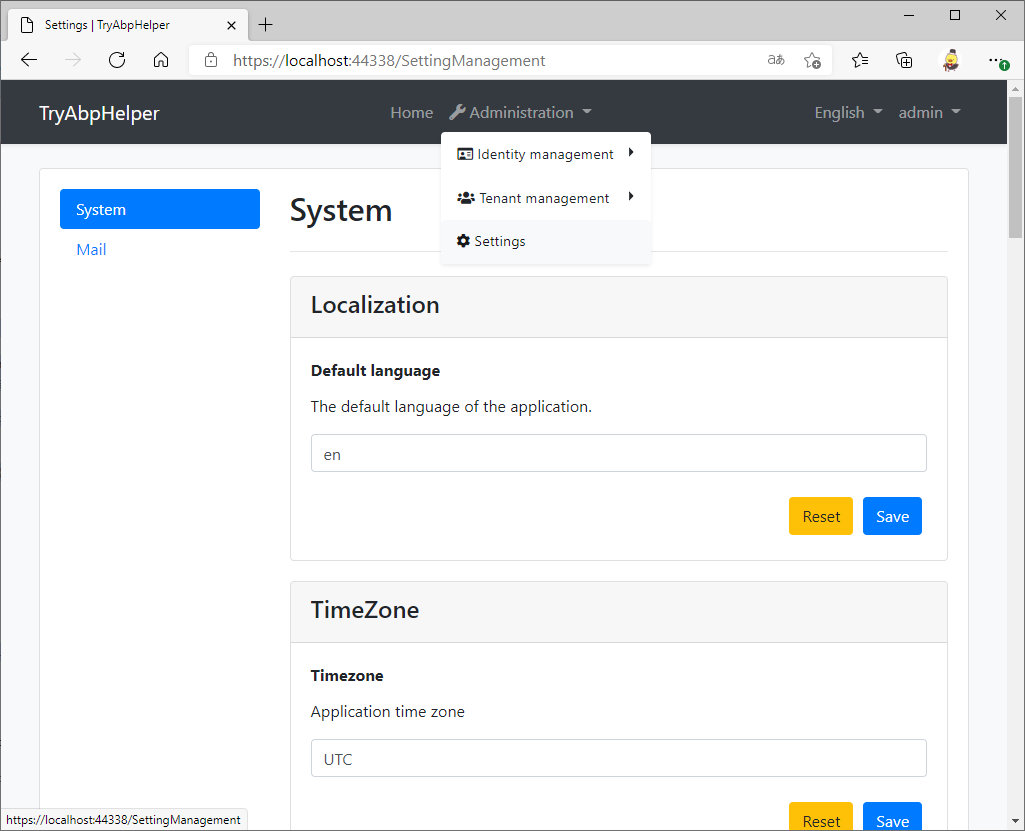 Settings | TryAbpHelper
https://localhost:44338/SettingManagement
aあ
TryAbpHelper
Home
Administration
English
admin
Identity management
Tenant management
Settings
System
Mail
System
Localization
Default language
The default language of the application.
en
Reset
Save
TimeZone
Timezone
Application time zone
UTC
Reset
Save
https://localhost:44338/SettingManagement